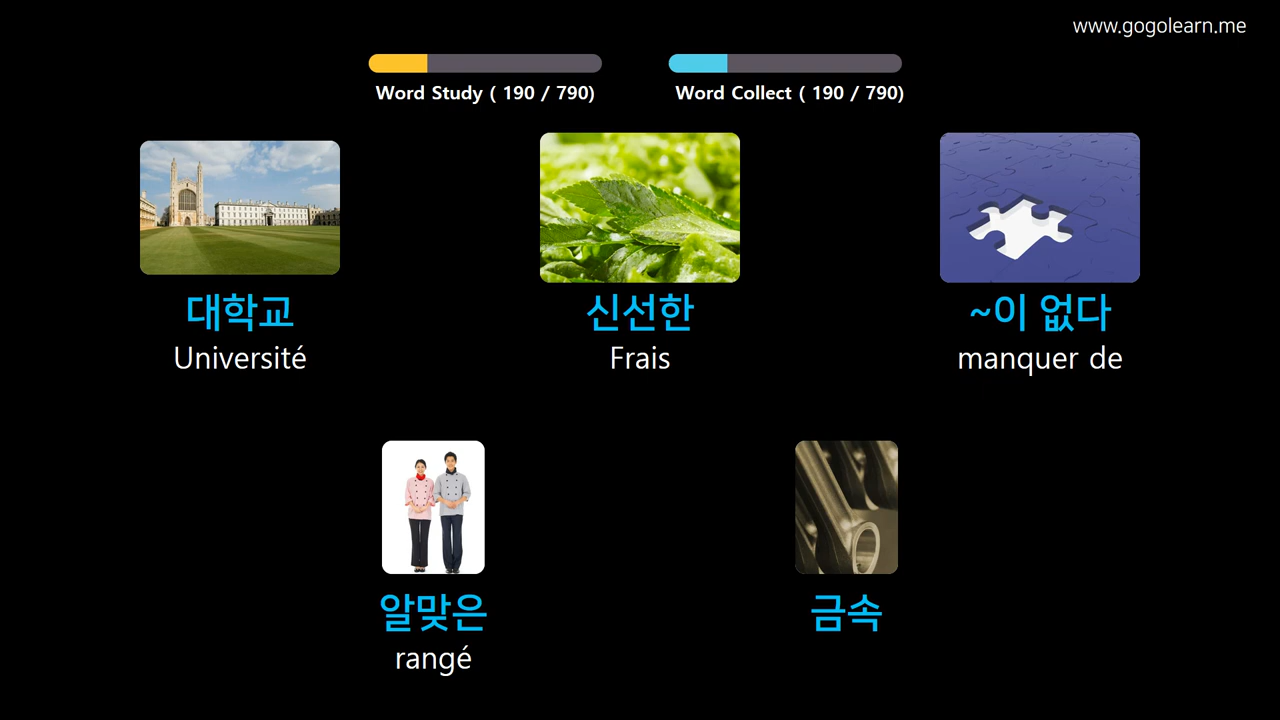 www.gogolearn.me
Word Study ( 190 / 790)
Word Collect ( 190 / 790)
대학교
Université
신선한
Frais
~이 없다
manquer de
알맞은
rangé
금속